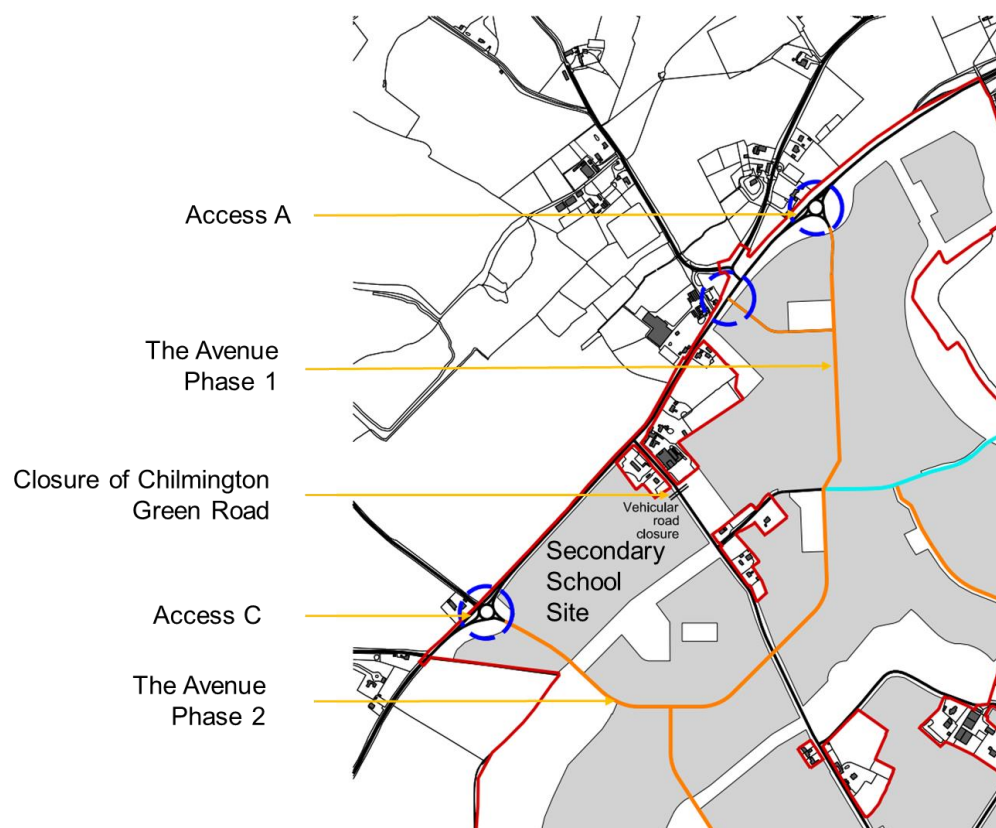 Access A
The Avenue
Phase 1
Closure of Chilmington
Green Road
Vehicular
road
closure
Secondary
School
Site
Access C
The Avenue
Phase 2